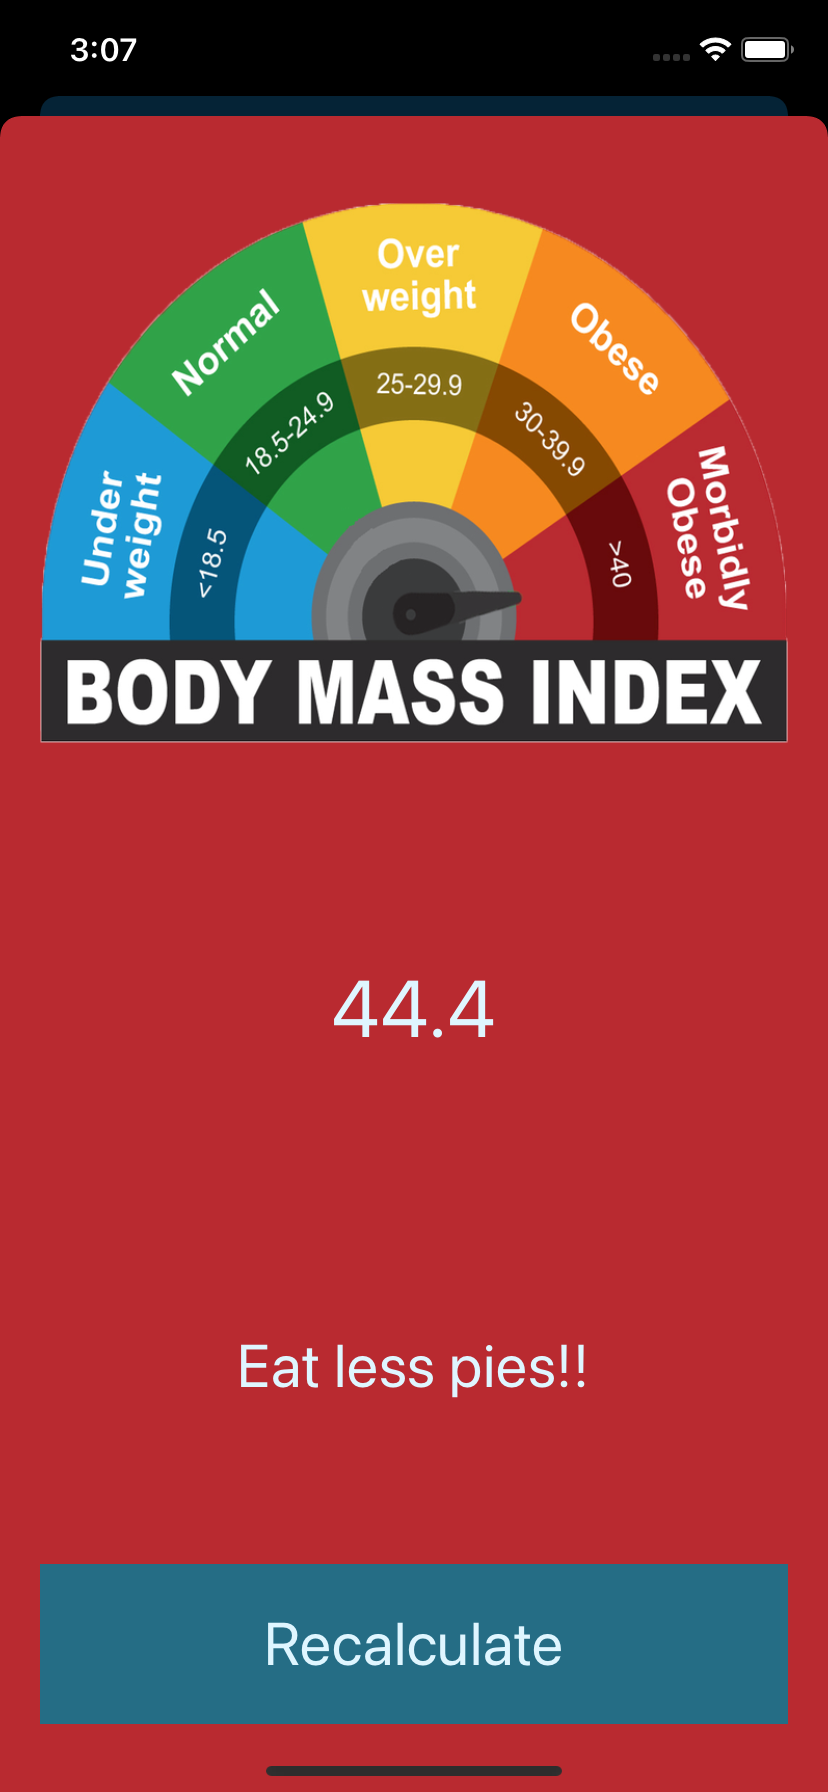 3:07
Over
weight
Normal
Obese
25-29.9
18.5-24.9
30-39.9
Under
weight
Morbidly
Obese
<18.5
>40
BODY MASS INDEX
44.4
Eat less pies!!
Recalculate